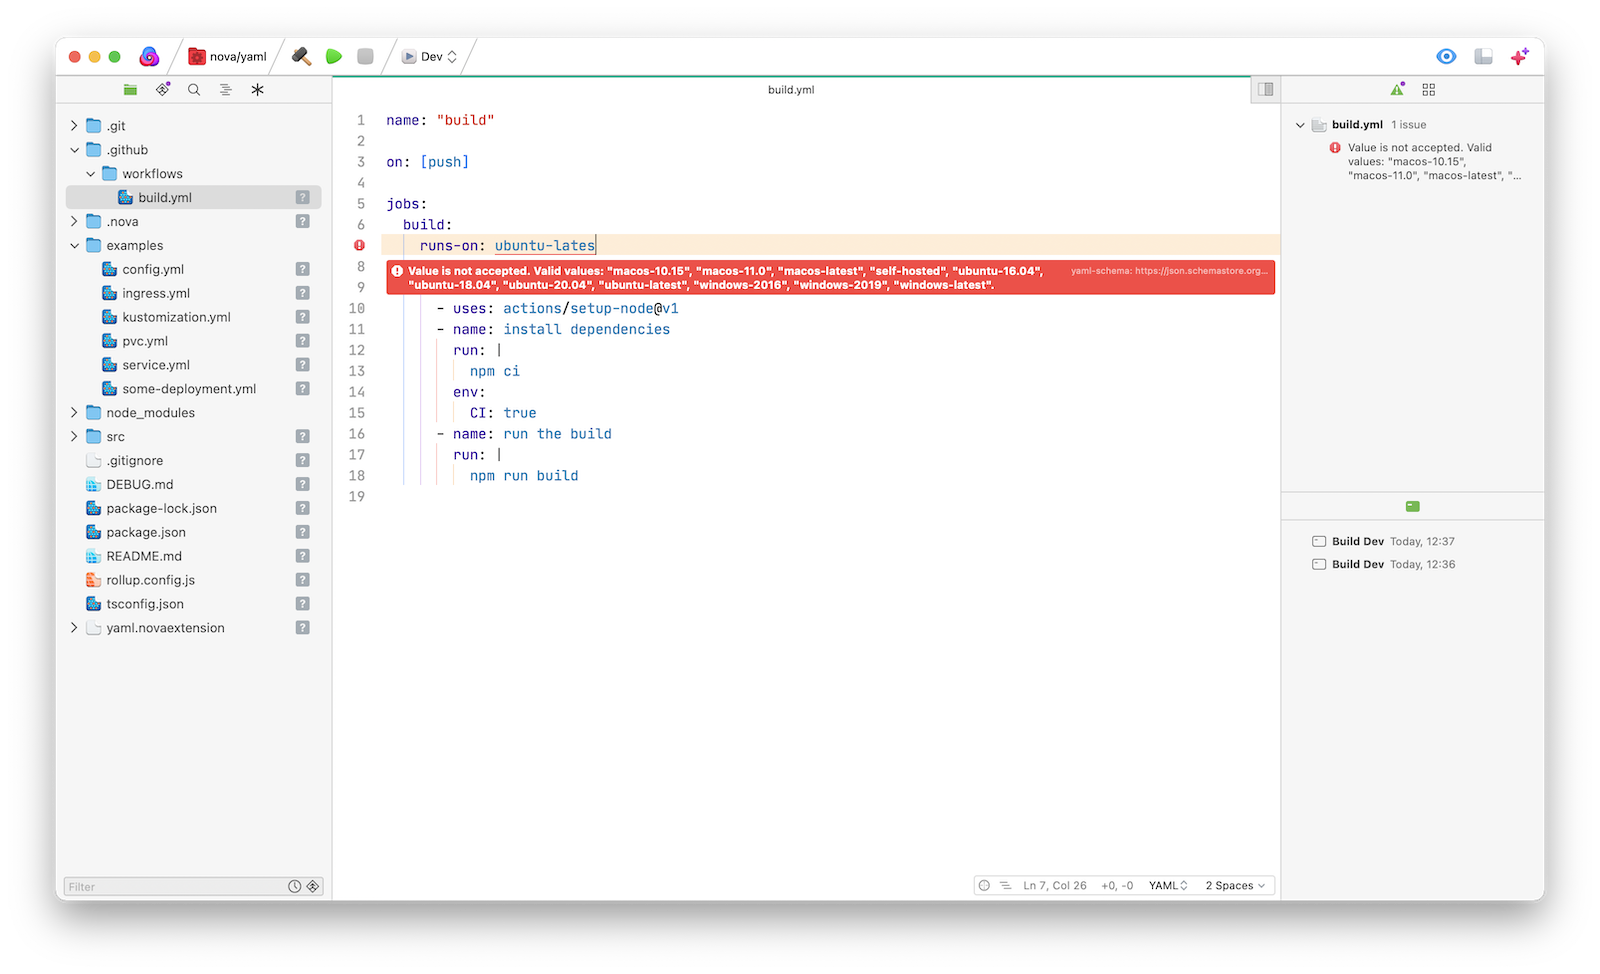 nova/yaml
Dev
build.yml
.git
.github
workflows
build.yml ?
.nova ?
examples
config.yml ?
ingress.yml ?
kustomization.yml ?
pvc.yml ?
service.yml ?
some-deployment.yml ?
node_modules
src ?
.gitignore ?
DEBUG.md ?
package-lock.json ?
package.json ?
README.md ?
rollup.config.js ?
tsconfig.json ?
yaml.novaextension ?
Filter
1 name: "build"
2
3 on: [push]
4
5 jobs:
6 build:
runs-on: ubuntu-lates
8
9
Value is not accepted. Valid values: "macos-10.15", "macos-11.0", "macos-latest", "self-hosted", "ubuntu-16.04", yaml-schema: https://json.schemastore.org...
"ubuntu-18.04", "ubuntu-20.04", "ubuntu-latest", "windows-2016", "windows-2019", "windows-latest".
10 - uses: actions/setup-node@v1
11 - name: install dependencies
12 run: |
13 npm ci
14 env:
15 CI: true
16 - name: run the build
17 run: |
18 npm run build
19
Ln 7, Col 26 +0, -0 YAML 2 Spaces
build.yml 1 issue
Value is not accepted. Valid
values: "macos-10.15",
"macos-11.0", "macos-latest", "...
Build Dev Today, 12:37
Build Dev Today, 12:36